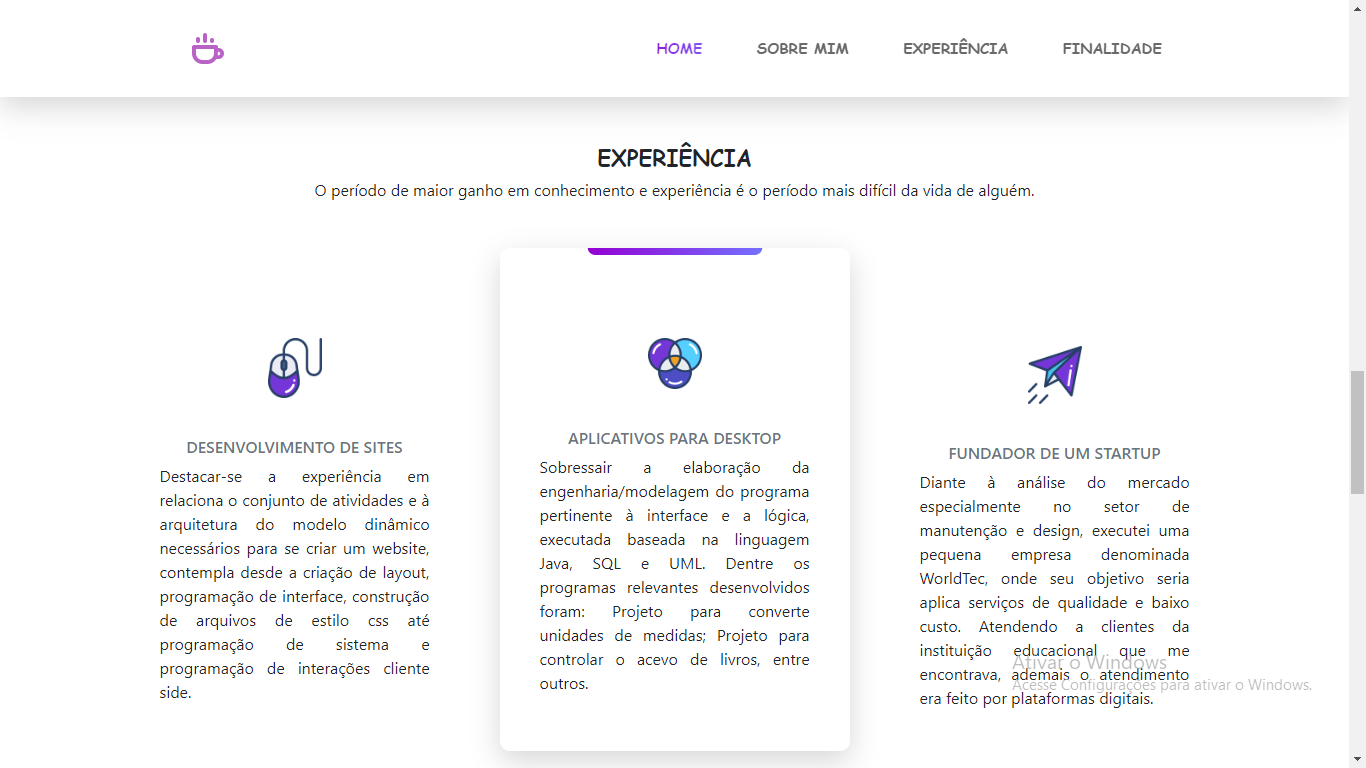 HOME SOBRE MIM EXPERIÊNCIA FINALIDADE
EXPERIÊNCIA
O período de maior ganho em conhecimento e experiência é o período mais difícil da vida de alguém.
DESENVOLVIMENTO DE SITES
Destacar-se a experiência em
relaciona o conjunto de atividades e à
arquitetura do modelo dinâmico
necessários para se criar um website,
contempla desde a criação de layout,
programação de interface, construção
de arquivos de estilo css até
programação de sistema e
programação de interações cliente
side.
APLICATIVOS PARA DESKTOP
Sobressair a elaboração da
engenharia/modelagem do programa
pertinente à interface e a lógica,
executada baseada na linguagem
Java, SQL e UML. Dentre os
programas relevantes desenvolvidos
foram: Projeto para converte
unidades de medidas; Projeto para
controlar o acevo de livros, entre
outros.
FUNDADOR DE UM STARTUP
Diante à análise do mercado
especialmente no setor de
manutenção e design, executei uma
pequena empresa denominada
WorldTec, onde seu objetivo seria
aplica serviços de qualidade e baixo
custo. Atendendo a clientes da
instituição educacional que me
encontrava, ademais o atendimento
era feito por plataformas digitais.
Ativar o Windows
Acesse Configurações para ativar o Windows.